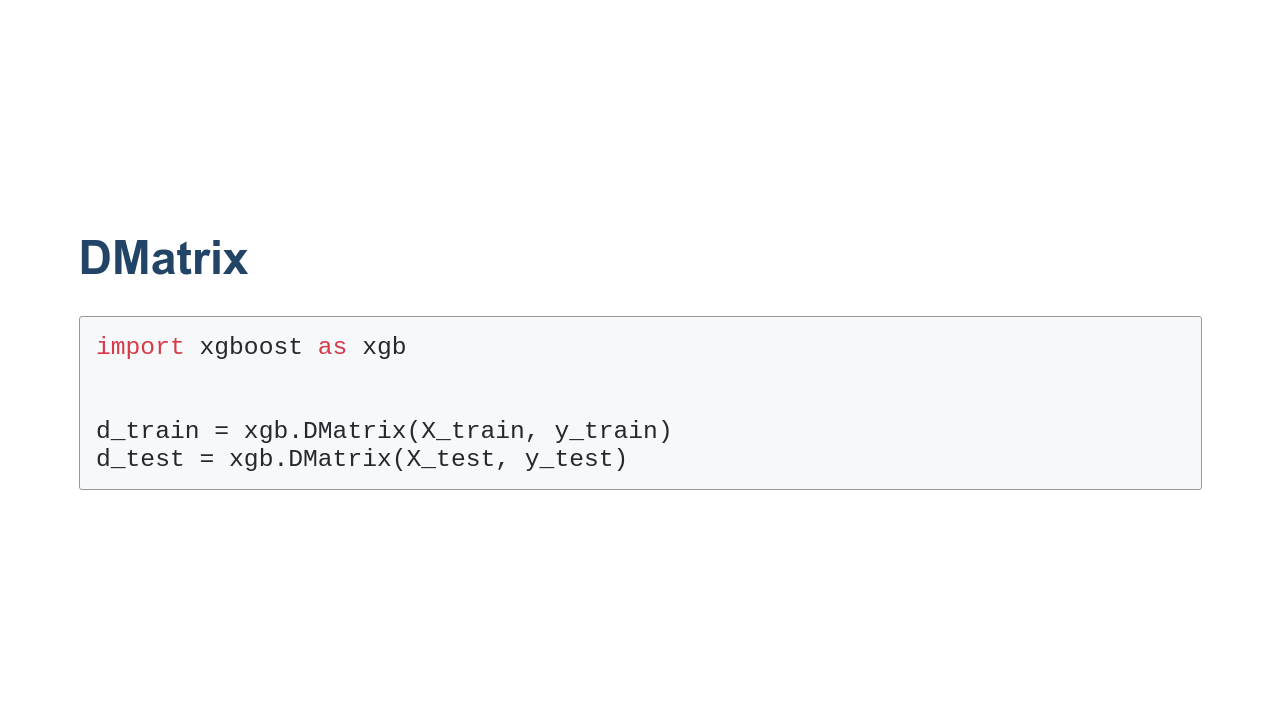 DMatrix
import xgboost as xgb
d_train = xgb.DMatrix(X_train, y_train)
d_test = xgb.DMatrix(X_test, y_test)